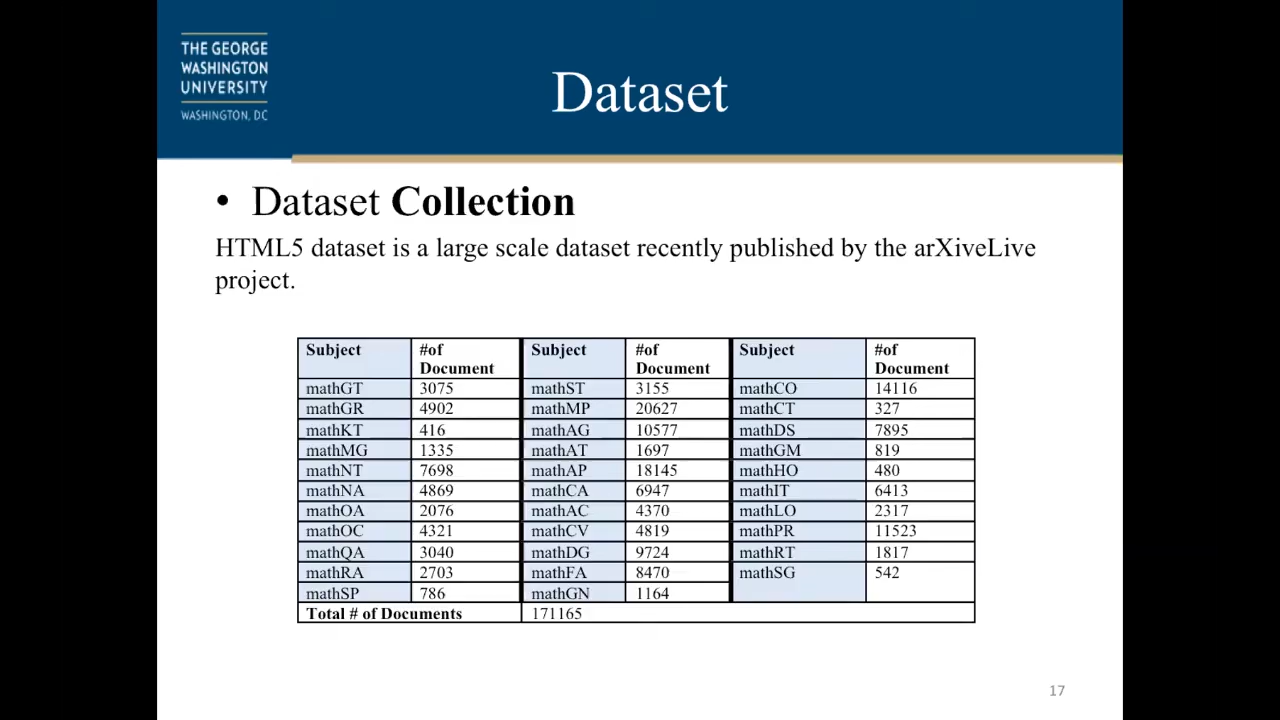 THE GEORGE
WASHINGTON
UNIVERSITY
WASHINGTON, DC
Dataset
• Dataset Collection
HTML5 dataset is a large scale dataset recently published by the arXiveLive
project.
Subject #of Document Subject #of Document Subject #of Document
mathGT 3075 mathST 3155 mathCO 14116
mathGR 4902 mathMP 20627 mathCT 327
mathKT 416 mathAG 10577 mathDS 7895
mathMG 1335 mathAT 1697 mathGM 819
mathNT 7698 mathAP 18145 mathHO 480
mathNA 4869 mathCA 6947 mathIT 6413
mathOA 2076 mathAC 4370 mathLO 2317
mathOC 4321 mathCV 4819 mathPR 11523
mathQA 3040 mathDG 9724 mathRT 1817
mathRA 2703 mathFA 8470 mathSG 542
mathSP 786 mathGN 1164
Total # of Documents 171165
17